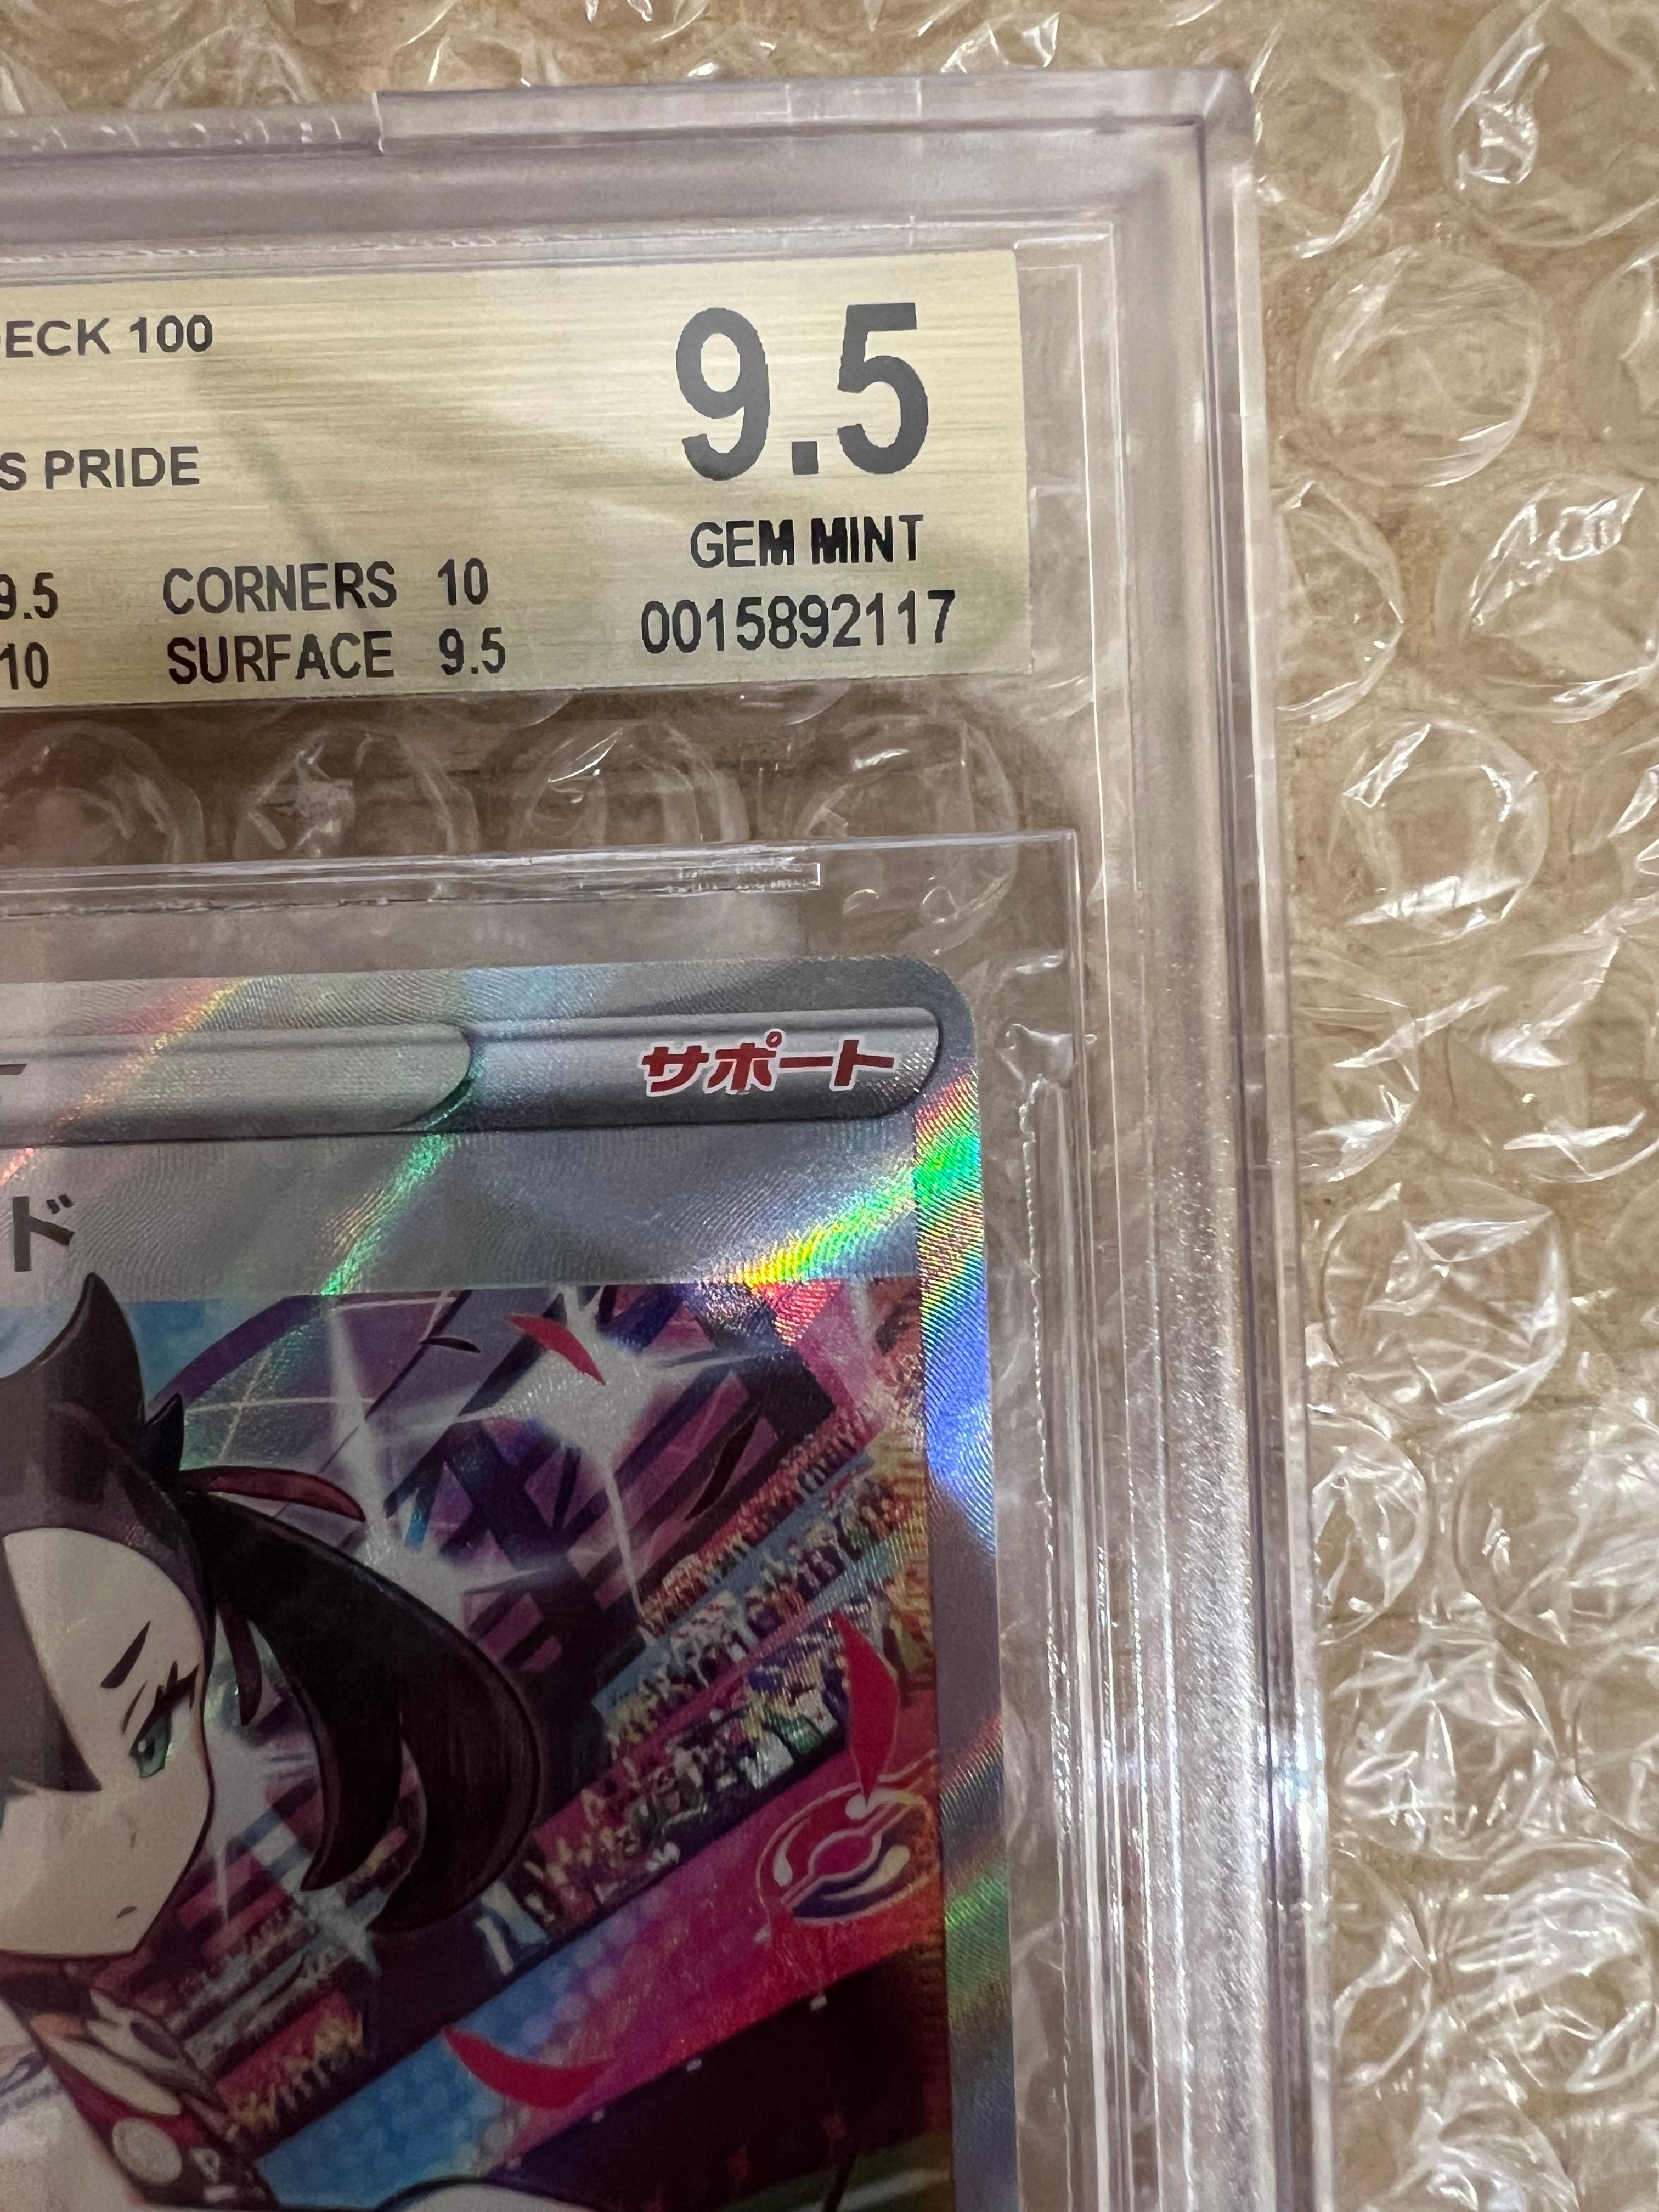 ECK 100
S PRIDE
9.5
GEM MINT
9.5 CORNERS 10
10 SURFACE 9.5
0015892117
サポート
ド